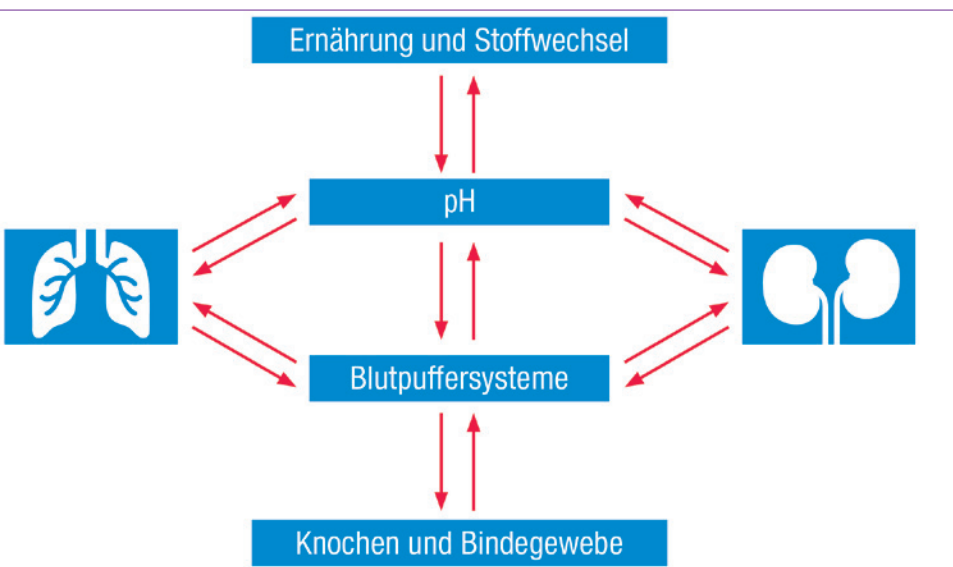 Ernährung und Stoffwechsel
pH
Blutpuffersysteme
Knochen und Bindegewebe